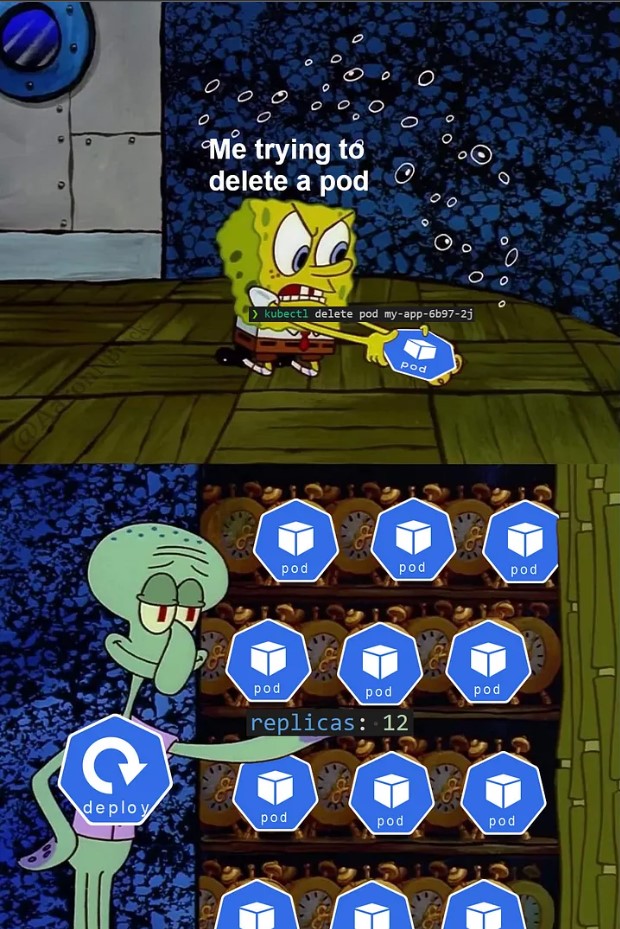 Me trying to
delete a pod
❯ kubectl delete pod my-app-6b97-2j
pod
pod
pod
pod
pod
pod
pod
replicas: 12
deploy
pod
pod
pod